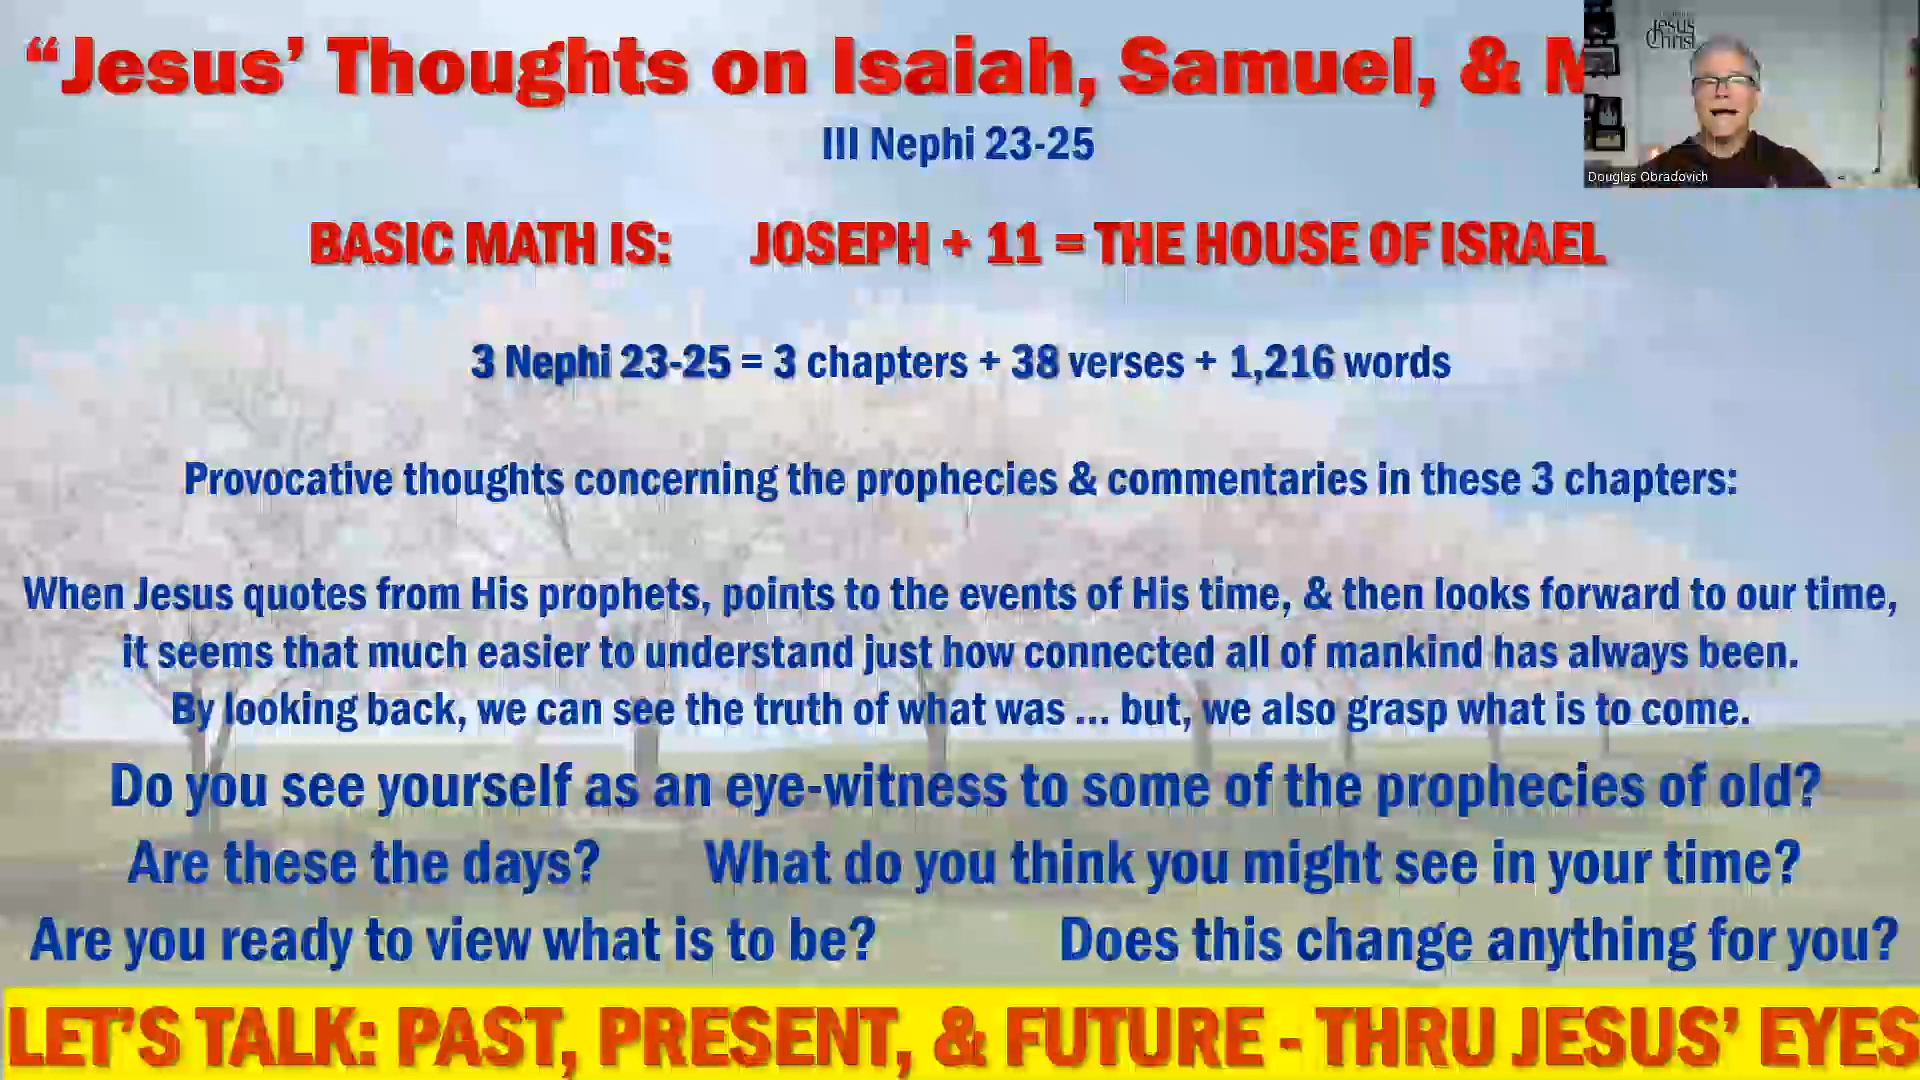 “Jesus’ Thoughts on Isaiah, Samuel, & M
Jesus
Christ
III Nephi 23-25
Douglas Obradovich
BASIC MATH IS: JOSEPH + 11 = THE HOUSE OF ISRAEL
3 Nephi 23-25 = 3 chapters + 38 verses + 1,216 words
Provocative thoughts concerning the prophecies & commentaries in these 3 chapters:
When Jesus quotes from His prophets, points to the events of His time, & then looks forward to our time,
it seems that much easier to understand just how connected all of mankind has always been.
By looking back, we can see the truth of what was ... but, we also grasp what is to come.
Do you see yourself as an eye-witness to some of the prophecies of old?
Are these the days? What do you think you might see in your time?
Are you ready to view what is to be? Does this change anything for you?
LET’S TALK: PAST, PRESENT, & FUTURE - THRU JESUS’ EYES